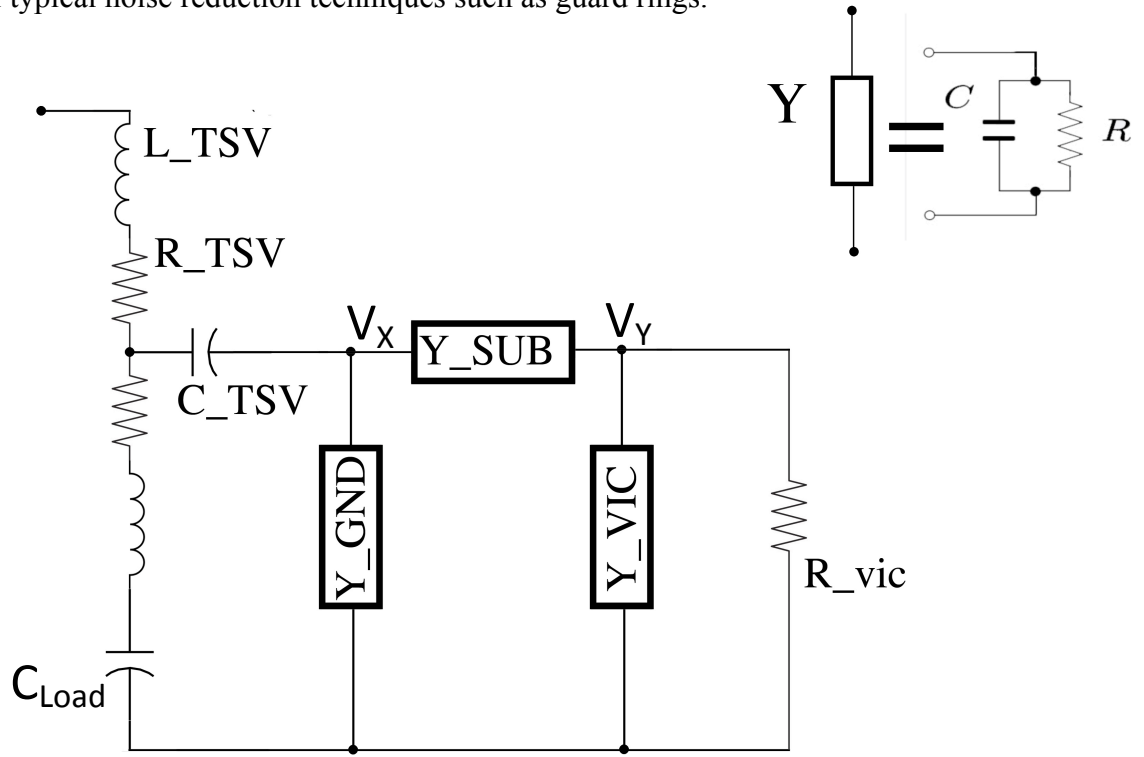 typical noise reduction techniques such as guard rings.
Y
C
R
L_TSV
R_TSV
V_X
Y_SUB
V_Y
C_TSV
Y_GND
Y_VIC
R_vic
C_Load